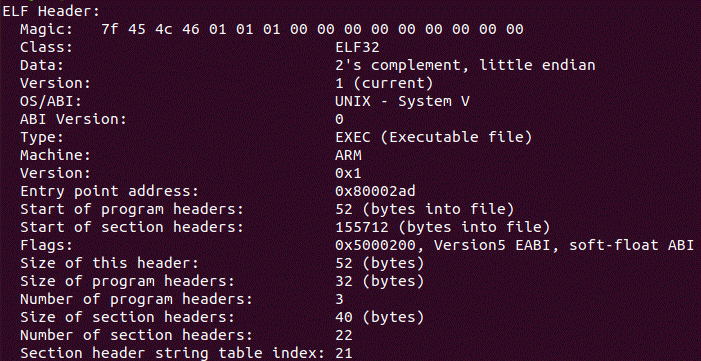 ELF Header:
  Magic:   7f 45 4c 46 01 01 01 00 00 00 00 00 00 00 00 00
  Class:                             ELF32
  Data:                              2's complement, little endian
  Version:                           1 (current)
  OS/ABI:                            UNIX - System V
  ABI Version:                       0
  Type:                              EXEC (Executable file)
  Machine:                           ARM
  Version:                           0x1
  Entry point address:               0x80002ad
  Start of program headers:          52 (bytes into file)
  Start of section headers:          155712 (bytes into file)
  Flags:                             0x5000200, Version5 EABI, soft-float ABI
  Size of this header:               52 (bytes)
  Size of program headers:           32 (bytes)
  Number of program headers:         3
  Size of section headers:           40 (bytes)
  Number of section headers:         22
  Section header string table index: 21